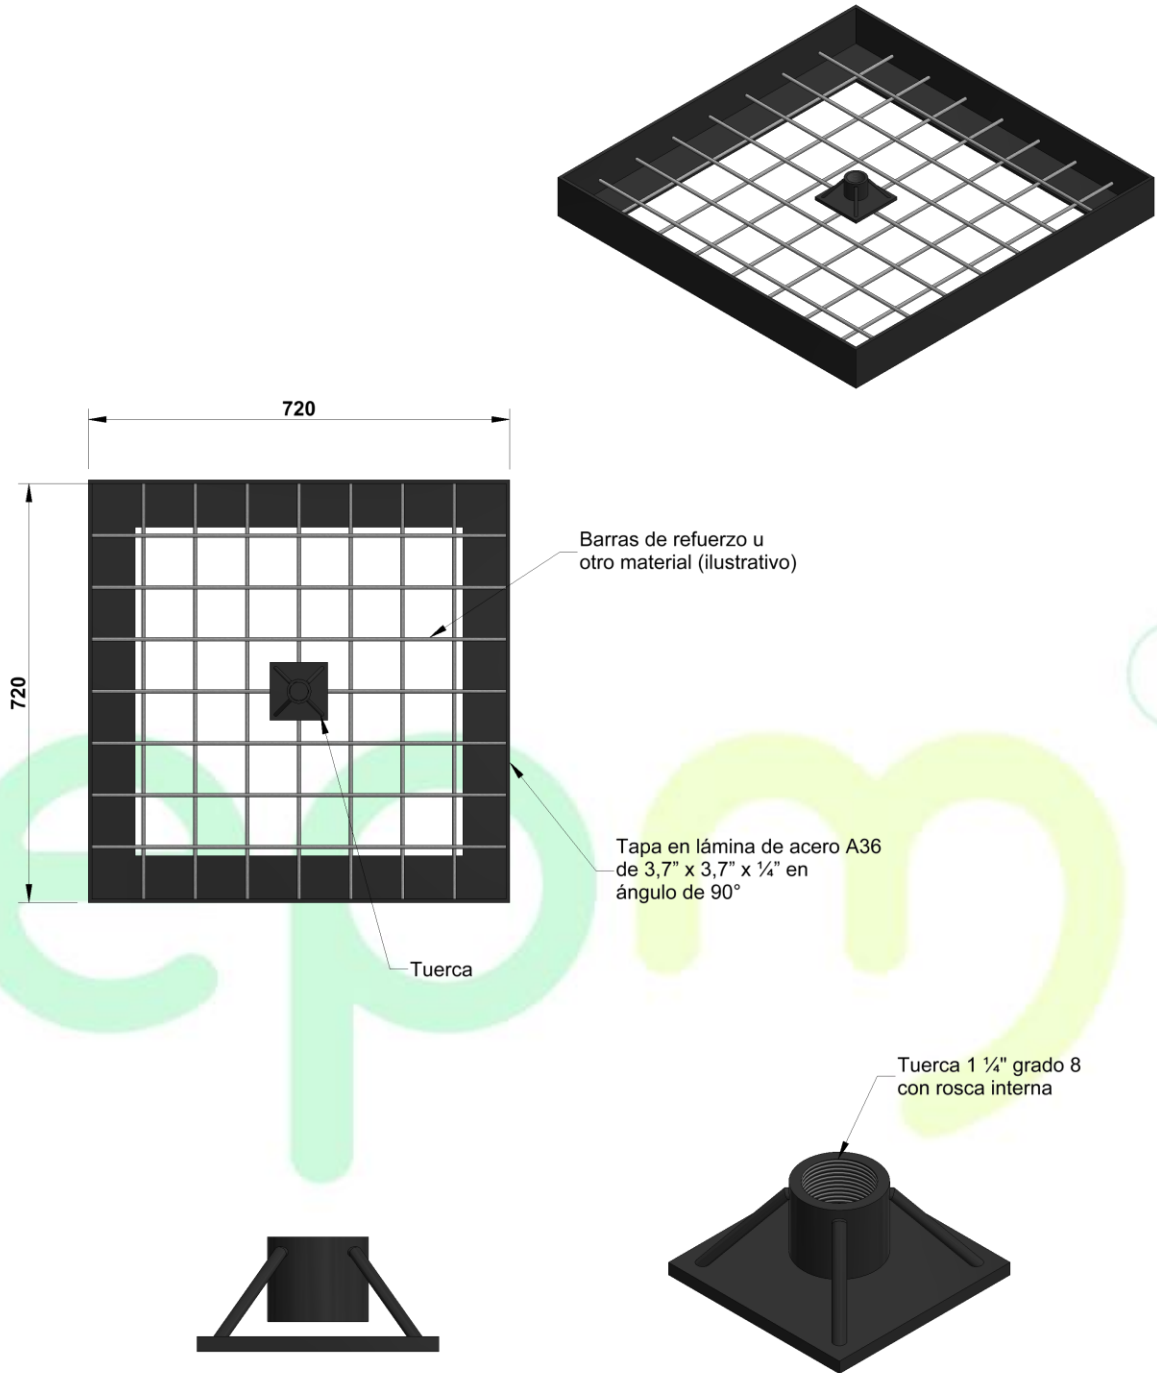 720
720
Barras de refuerzo u
otro material (ilustrativo)
Tapa en lámina de acero A36
de 3,7” x 3,7” x ¼” en
ángulo de 90°
Tuerca
Tuerca 1 ¼" grado 8
con rosca interna
epm